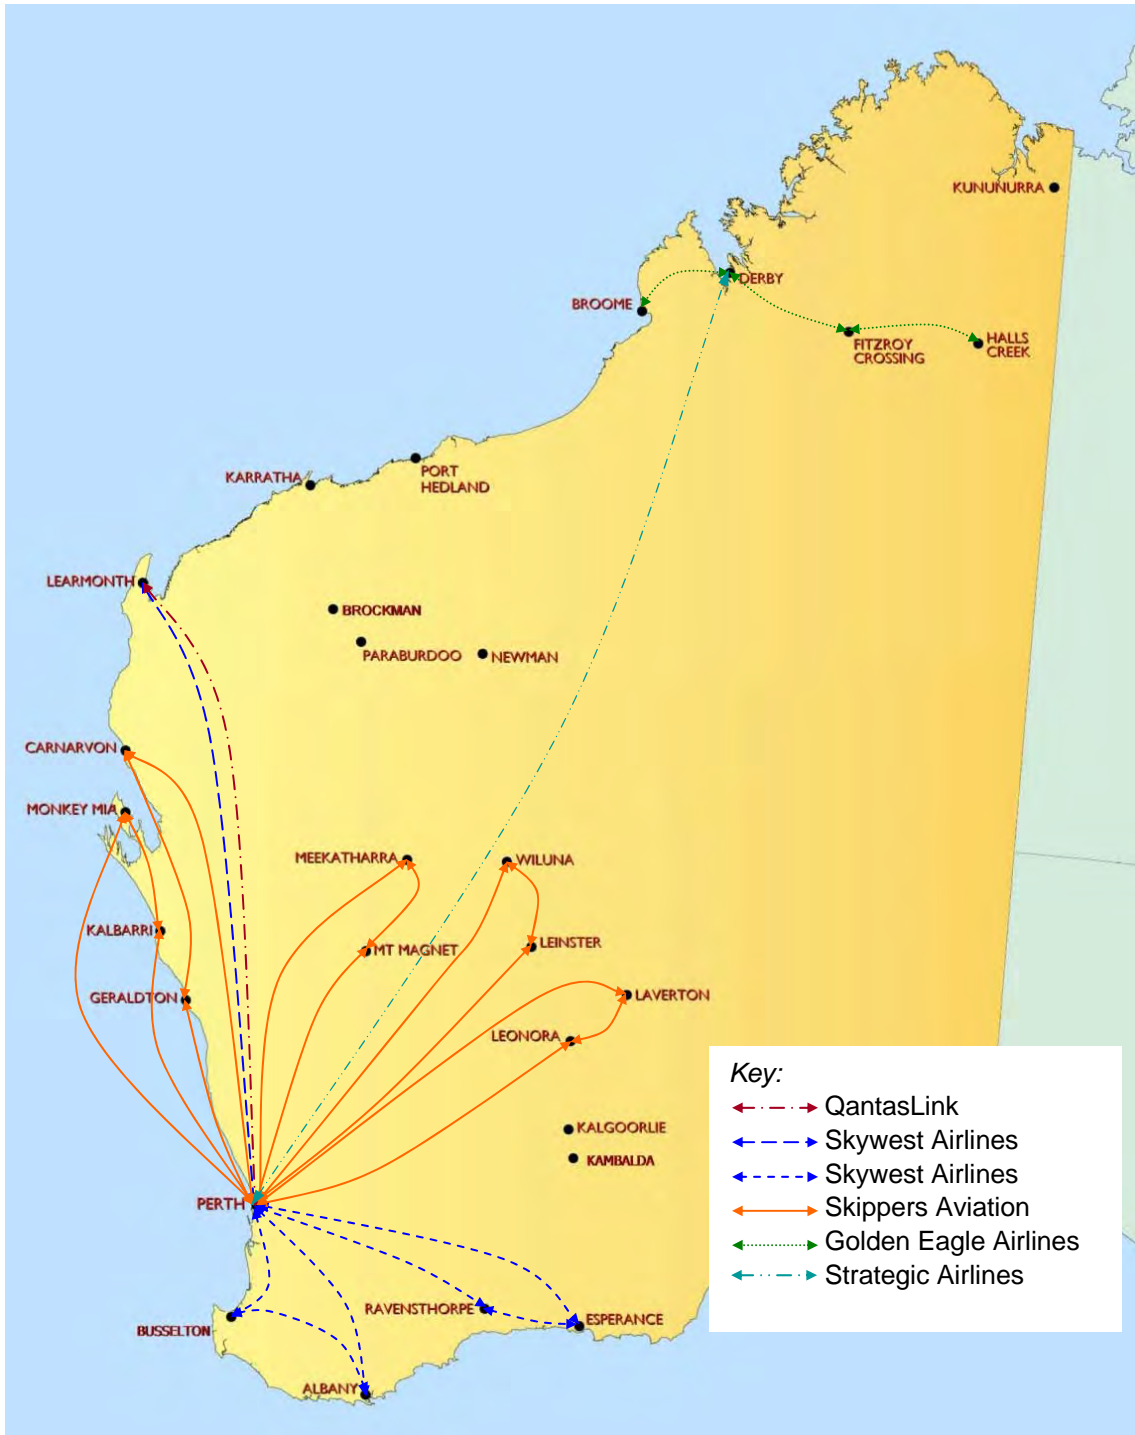 KUNUNURRA
DERBY
BROOME
FITZROY
CROSSING
HALLS
CREEK
PORT
HEDLAND
KARRATHA
LEARMONTH
BROCKMAN
PARABURDOO
NEWMAN
CARNARVON
MONKEY MIA
MEEKATHARRA
WILUNA
KALBARRI
MT MAGNET
LEINSTER
GERALDTON
LAVERTON
LEONORA
KALGOORLIE
KAMBALDA
PERTH
RAVENSTHORPE
ESPERANCE
BUSSELTON
ALBANY
Key:
QantasLink
Skywest Airlines
Skywest Airlines
Skippers Aviation
Golden Eagle Airlines
Strategic Airlines